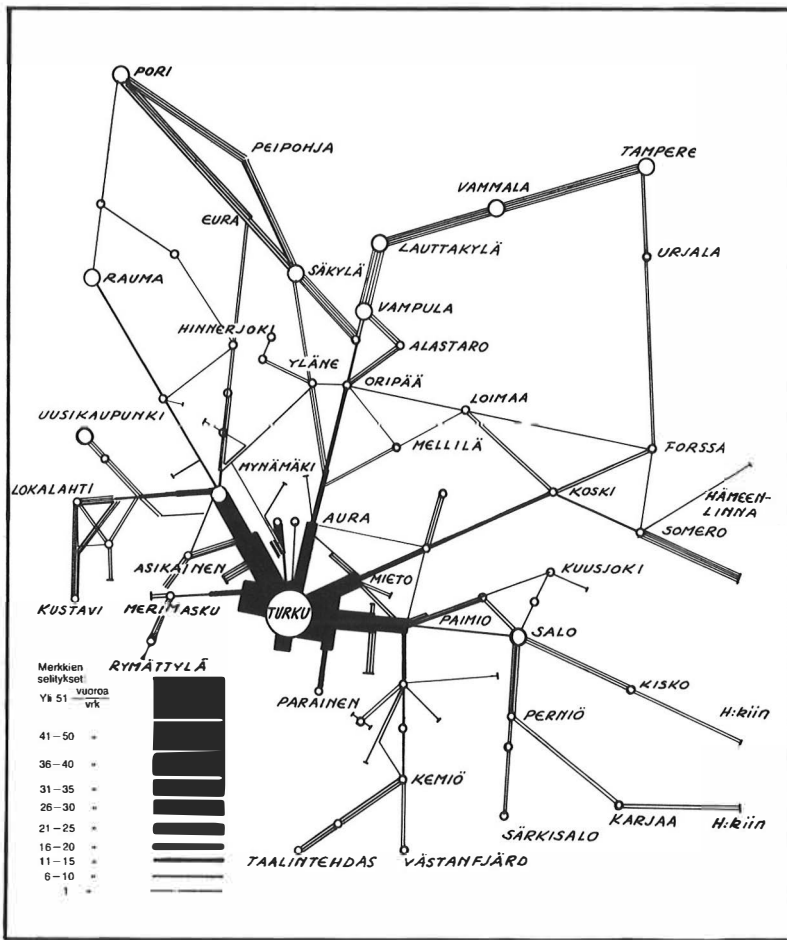 PORI
PEIPOHJA
TAMPERE
VAMMALA
EURA
LAUTTAKYLÄ
URJALA
RAUMA
SÄKYLÄ
VAMPULA
HINNERJOKI
ALASTARO
YLÄNE
ORIPÄÄ
LOIMAA
UUSIKAUPUNKI
MELLILÄ
FORSSA
MYNÄMÄKI
LOKALAHTI
KOSKI
HÄMEEN-
LINNA
AURA
SOMERO
ASIKAINEN
KUUSJOKI
MIETO
KUSTAVI
MERIMASKU
TURKU
PAIMIO
SALO
RYMÄTTYLÄ
KISKO
PARAINEN
PERNIÖ
H:kiin
KEMIÖ
SÄRKISALO
KARJAA
H:kiin
TAALINTEHDAS
VÄSTANFJÄRD
Merkkien
selitykset
Yli 51 vuoroa
vrk
41–50 "
36–40 "
31–35 "
26–30 "
21–25 "
16–20 "
11–15 "
6–10 "
1 "